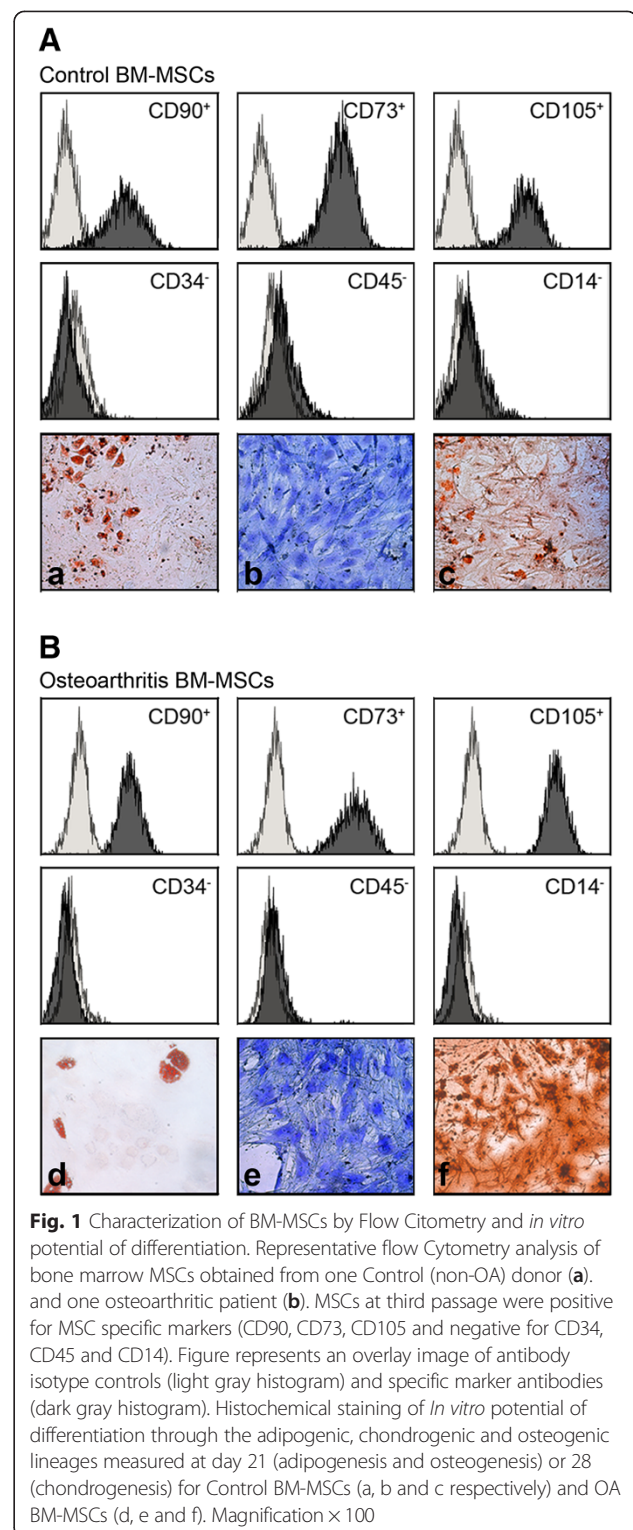 A
Control BM-MSCs
CD90+ CD73+ CD105+
CD34- CD45- CD14-
a b c
B
Osteoarthritis BM-MSCs
CD90+ CD73+ CD105+
CD34- CD45- CD14-
d e f
Fig. 1 Characterization of BM-MSCs by Flow Citometry and in vitro
potential of differentiation. Representative flow Cytometry analysis of
bone marrow MSCs obtained from one Control (non-OA) donor (a).
and one osteoarthritic patient (b). MSCs at third passage were positive
for MSC specific markers (CD90, CD73, CD105 and negative for CD34,
CD45 and CD14). Figure represents an overlay image of antibody
isotype controls (light gray histogram) and specific marker antibodies
(dark gray histogram). Histochemical staining of In vitro potential of
differentiation through the adipogenic, chondrogenic and osteogenic
lineages measured at day 21 (adipogenesis and osteogenesis) or 28
(chondrogenesis) for Control BM-MSCs (a, b and c respectively) and OA
BM-MSCs (d, e and f). Magnification × 100